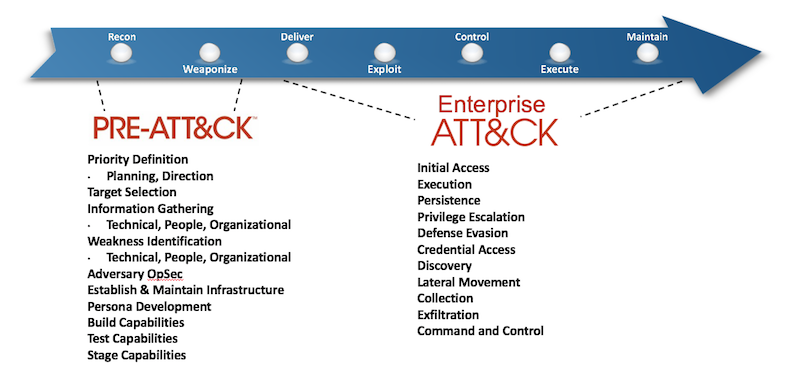 Recon
Weaponize
Deliver
Exploit
Control
Execute
Maintain
PRE-ATT&CK™
Priority Definition
· Planning, Direction
Target Selection
Information Gathering
· Technical, People, Organizational
Weakness Identification
· Technical, People, Organizational
Adversary OpSec
Establish & Maintain Infrastructure
Persona Development
Build Capabilities
Test Capabilities
Stage Capabilities
Enterprise
ATT&CK
Initial Access
Execution
Persistence
Privilege Escalation
Defense Evasion
Credential Access
Discovery
Lateral Movement
Collection
Exfiltration
Command and Control